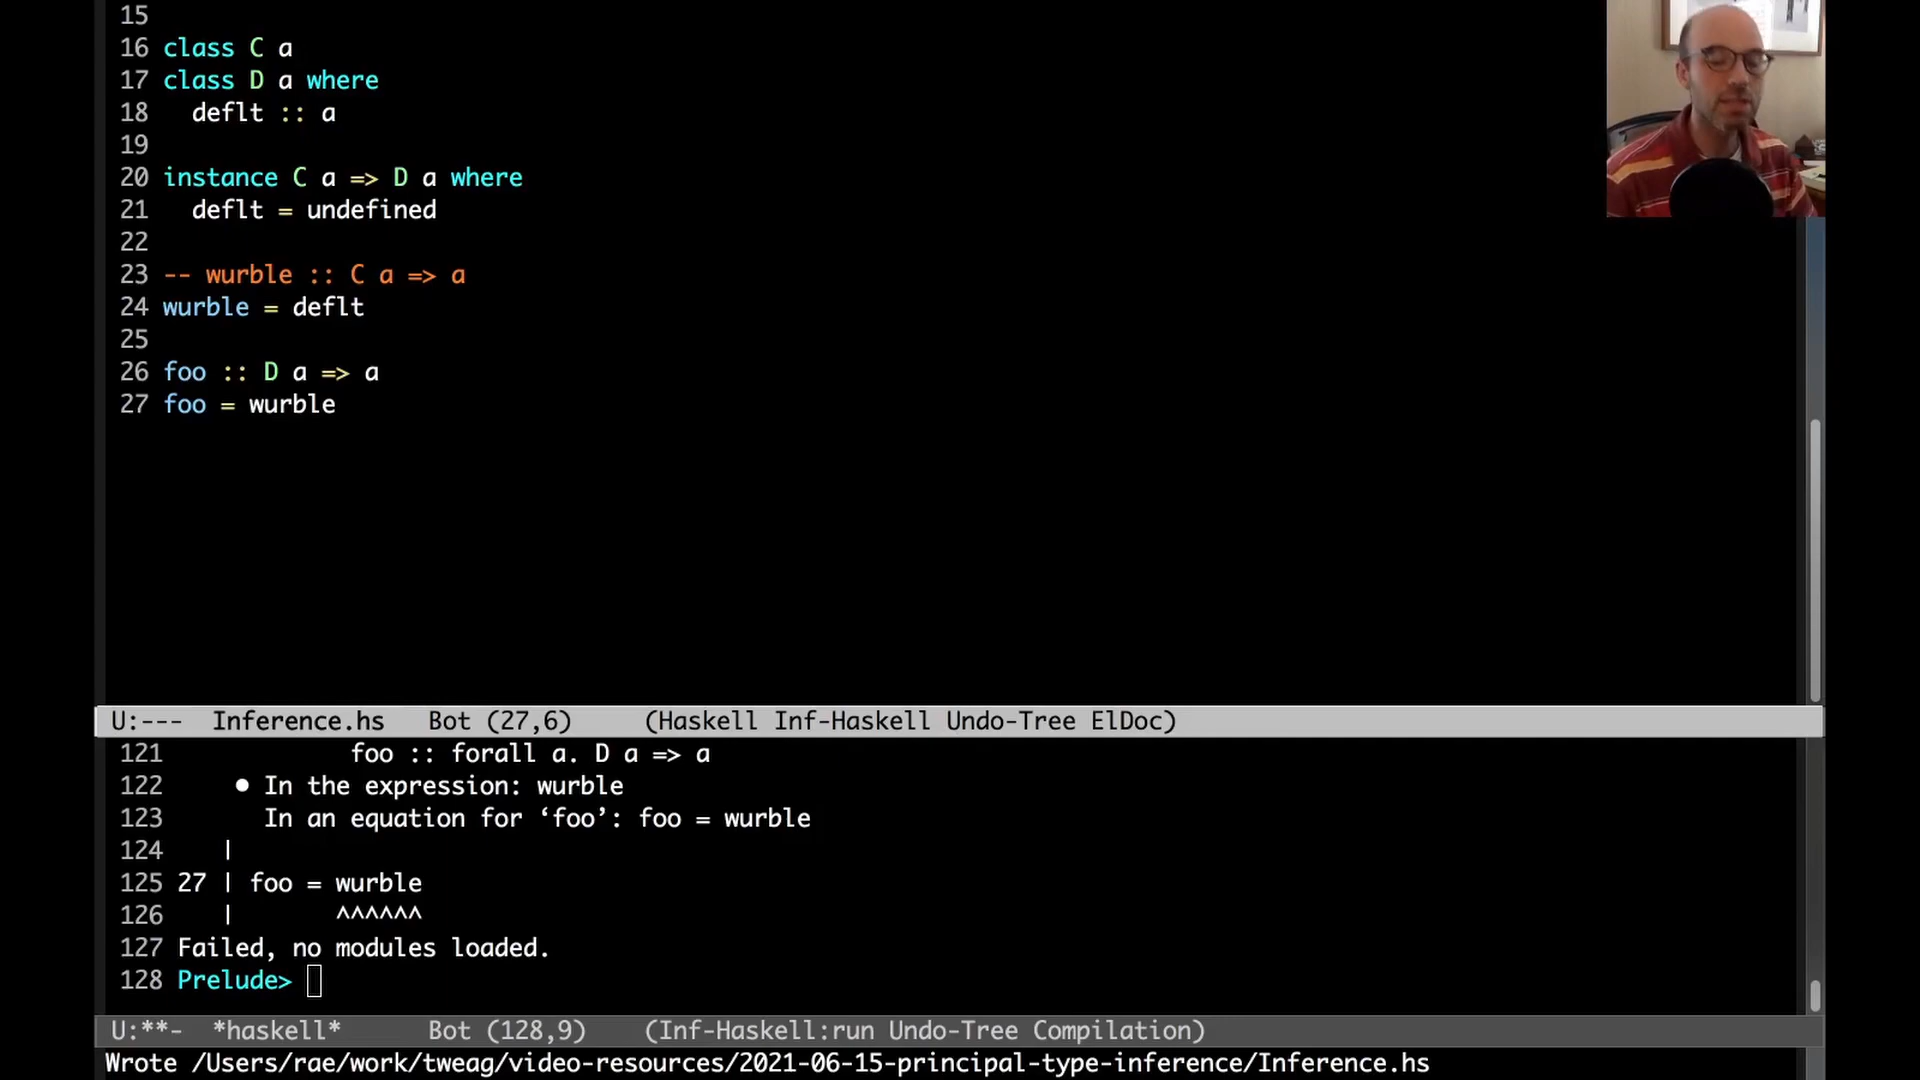 15
16 class C a
17 class D a where
18   deflt :: a
19
20 instance C a => D a where
21   deflt = undefined
22
23 -- wurble :: C a => a
24 wurble = deflt
25
26 foo :: D a => a
27 foo = wurble
U:---  Inference.hs   Bot (27,6)     (Haskell Inf-Haskell Undo-Tree ElDoc)
121             foo :: forall a. D a => a
122     • In the expression: wurble
123       In an equation for ‘foo’: foo = wurble
124    |
125 27 | foo = wurble
126    |       ^^^^^^
127 Failed, no modules loaded.
128 Prelude>
U:**-  *haskell*      Bot (128,9)    (Inf-Haskell:run Undo-Tree Compilation)
Wrote /Users/rae/work/tweag/video-resources/2021-06-15-principal-type-inference/Inference.hs